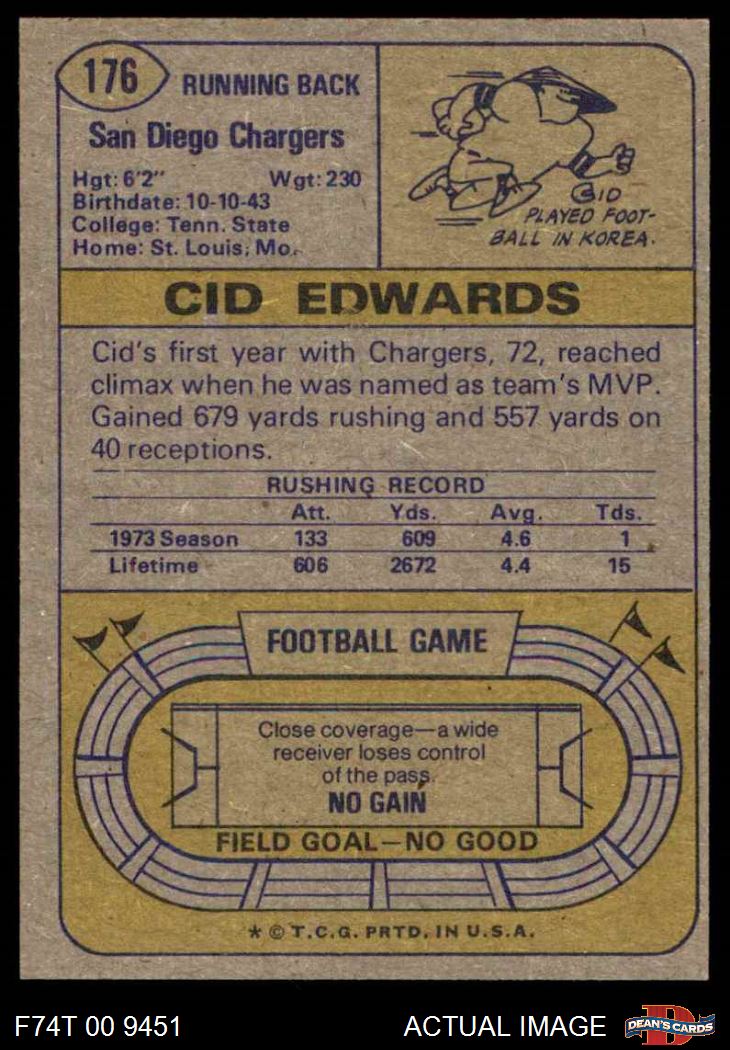 176
RUNNING BACK
San Diego Chargers
Hgt: 6'2" Wgt: 230
Birthdate: 10-10-43
College: Tenn. State
Home: St. Louis, Mo.
CID
PLAYED FOOT-
BALL IN KOREA.
CID EDWARDS
Cid's first year with Chargers, 72, reached
climax when he was named as team's MVP.
Gained 679 yards rushing and 557 yards on
40 receptions.
RUSHING RECORD
Att. Yds. Avg. Tds.
1973 Season 133 609 4.6 1
Lifetime 606 2672 4.4 15
FOOTBALL GAME
Close coverage—a wide
receiver loses control
of the pass.
NO GAIN
FIELD GOAL—NO GOOD
* © T.C.G. PRTD. IN U.S.A.
F74T 00 9451 ACTUAL IMAGE
D
DEAN'S CARDS